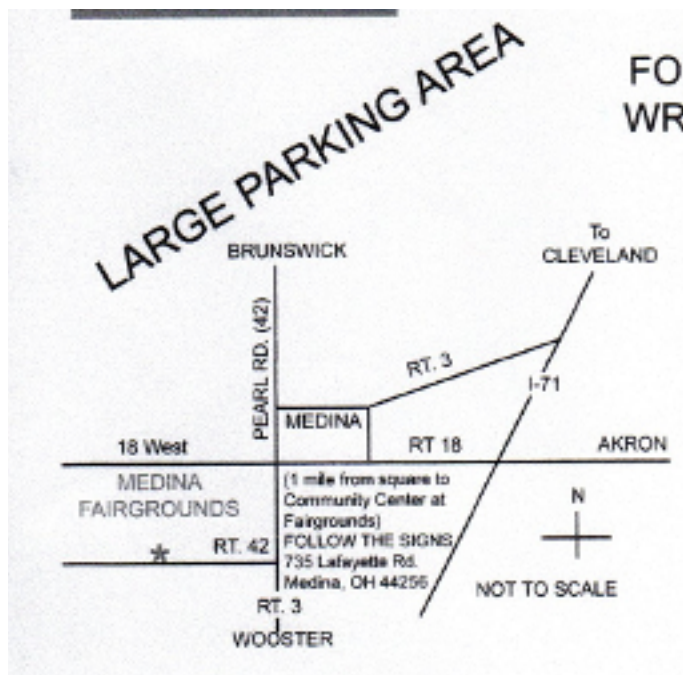 LARGE PARKING AREA
FO
WR
BRUNSWICK
To
CLEVELAND
PEARL RD. (42)
RT. 3
I-71
MEDINA
18 West
RT 18
AKRON
MEDINA
FAIRGROUNDS
(1 mile from square to
Community Center at
Fairgrounds)
FOLLOW THE SIGNS
735 Lafayette Rd.
Medina, OH 44256
RT. 42
N
NOT TO SCALE
RT. 3
WOOSTER